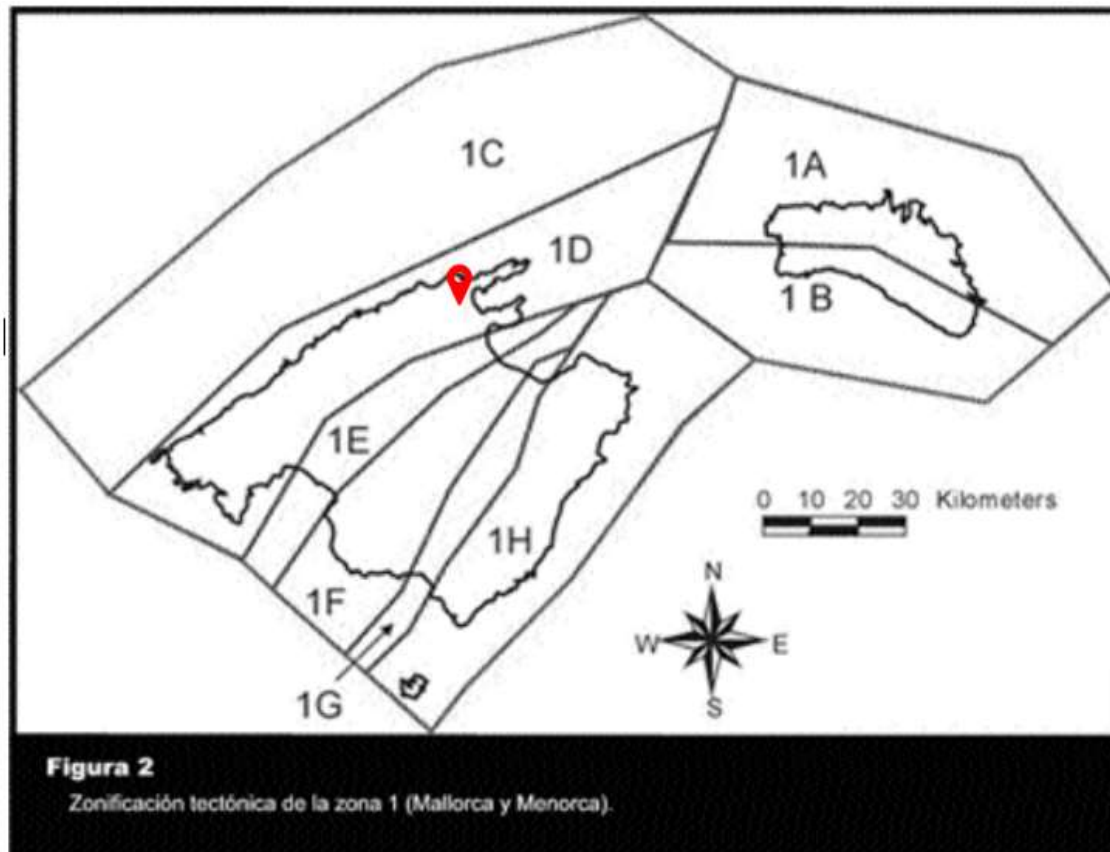 1C
1A
1D
1 B
1E
0 10 20 30 Kilometers
1H
N
1F
W E
1G
S
Figura 2
Zonificación tectónica de la zona 1 (Mallorca y Menorca).